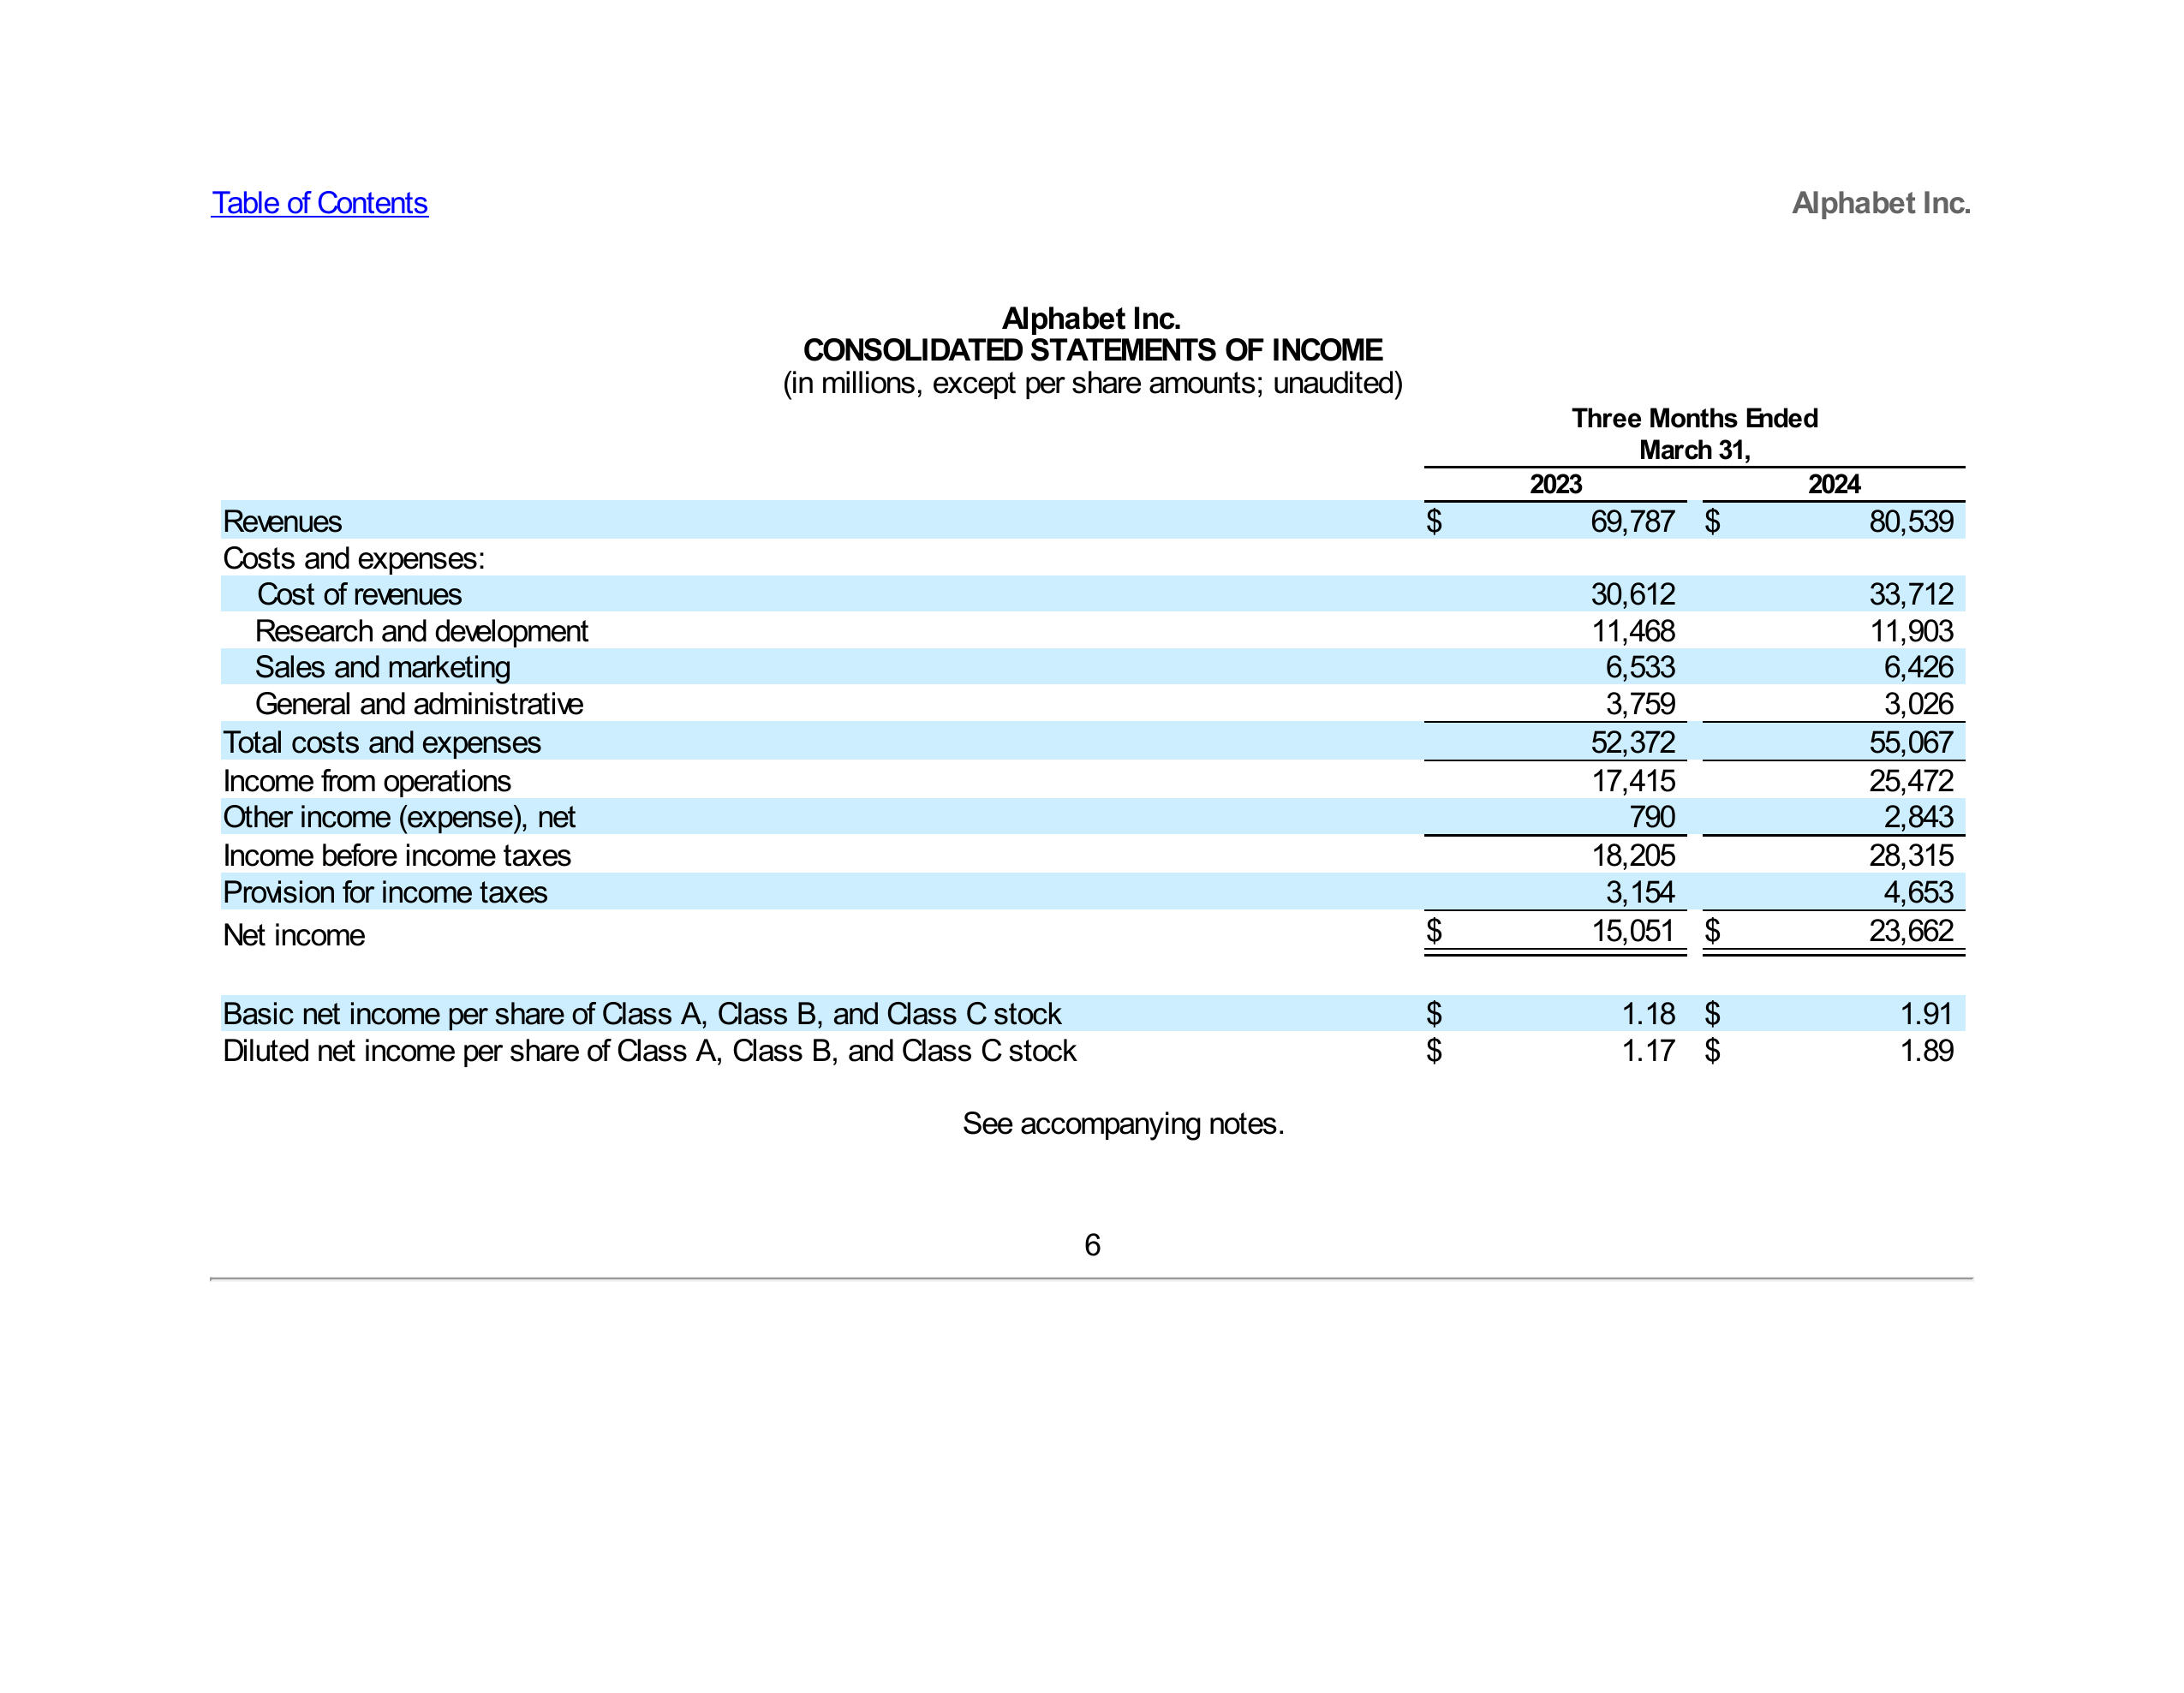 Table of Contents Alphabet Inc.
Alphabet Inc.
CONSOLIDATED STATEMENTS OF INCOME
(in millions, except per share amounts; unaudited)
Three Months Ended
March 31,
2023 2024
Revenues $ 69,787 $ 80,539
Costs and expenses:
Cost of revenues 30,612 33,712
Research and development 11,468 11,903
Sales and marketing 6,533 6,426
General and administrative 3,759 3,026
Total costs and expenses 52,372 55,067
Income from operations 17,415 25,472
Other income (expense), net 790 2,843
Income before income taxes 18,205 28,315
Provision for income taxes 3,154 4,653
Net income $ 15,051 $ 23,662
Basic net income per share of Class A, Class B, and Class C stock $ 1.18 $ 1.91
Diluted net income per share of Class A, Class B, and Class C stock $ 1.17 $ 1.89
See accompanying notes.
6